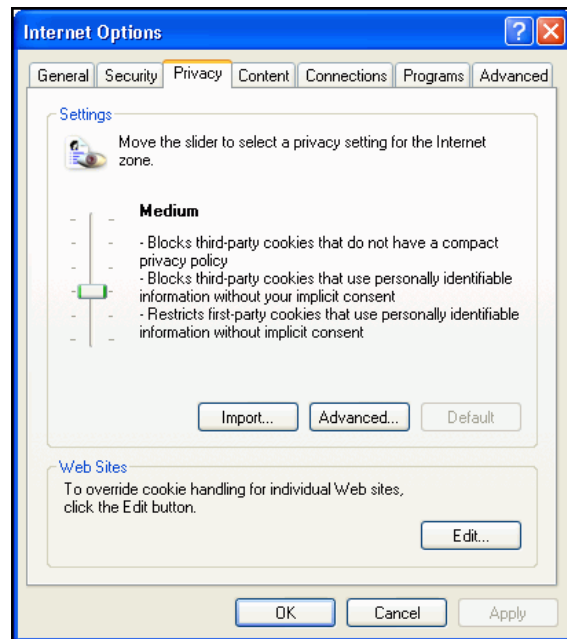 Internet Options
General Security Privacy Content Connections Programs Advanced
Settings
Move the slider to select a privacy setting for the Internet
zone.
Medium
- Blocks third-party cookies that do not have a compact
privacy policy
- Blocks third-party cookies that use personally identifiable
information without your implicit consent
- Restricts first-party cookies that use personally identifiable
information without implicit consent
Import... Advanced... Default
Web Sites
To override cookie handling for individual Web sites,
click the Edit button.
Edit...
OK Cancel Apply